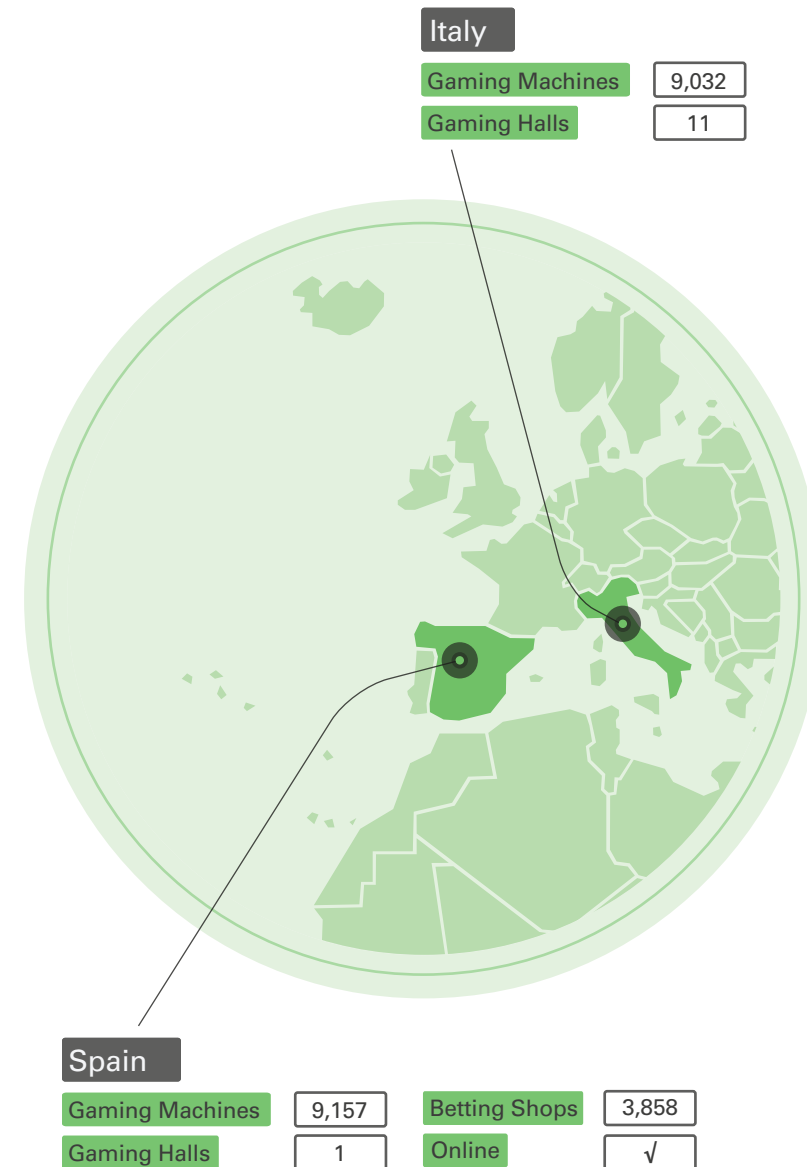 Italy
Gaming Machines 9,032
Gaming Halls 11
Spain
Gaming Machines 9,157 Betting Shops 3,858
Gaming Halls 1 Online √